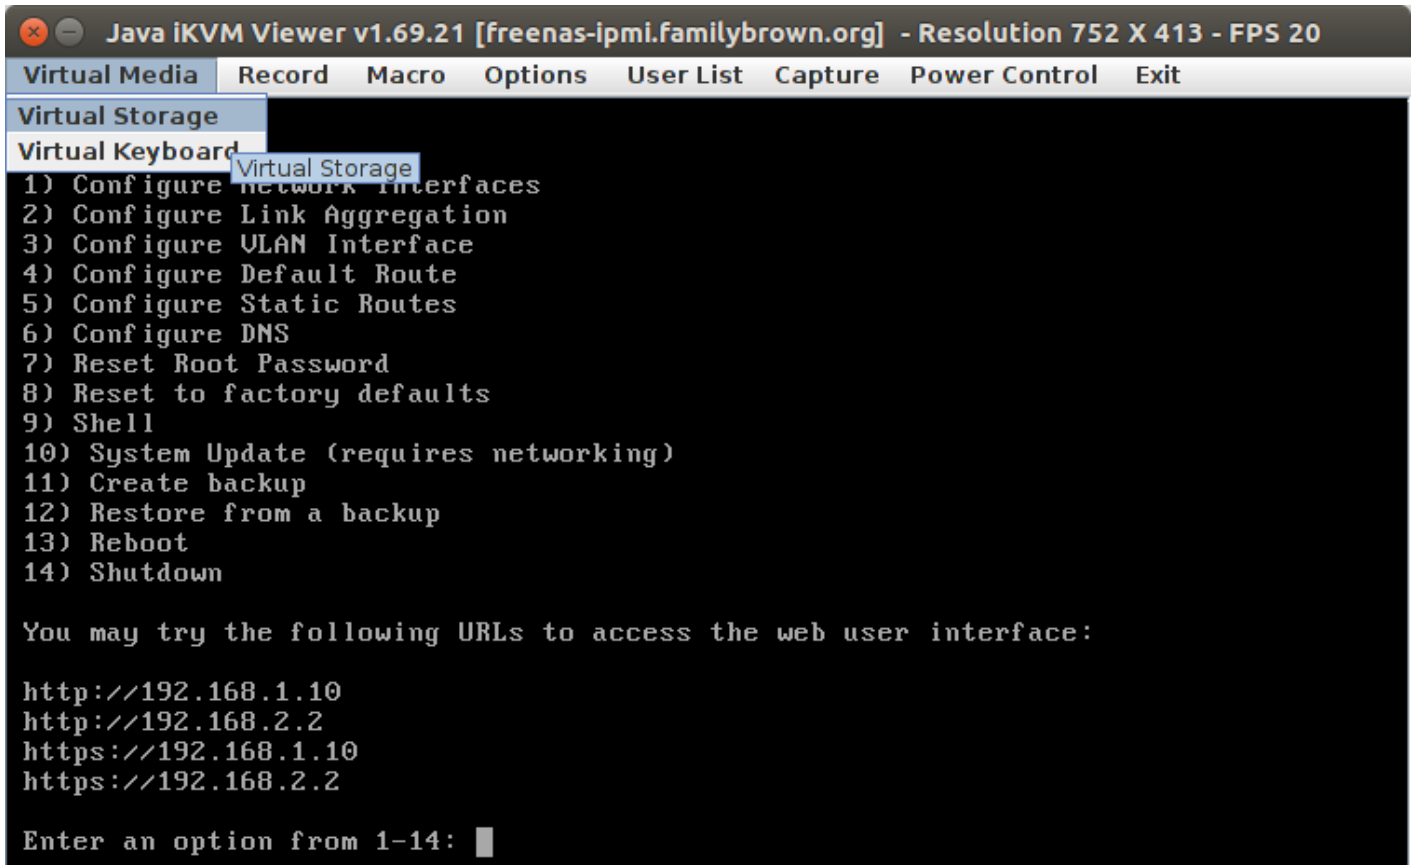 Java iKVM Viewer v1.69.21 [freenas-ipmi.familybrown.org] - Resolution 752 X 413 - FPS 20
Virtual Media Record Macro Options User List Capture Power Control Exit
Virtual Storage
Virtual Keyboard
Virtual Storage
1) Configure Network Interfaces
2) Configure Link Aggregation
3) Configure VLAN Interface
4) Configure Default Route
5) Configure Static Routes
6) Configure DNS
7) Reset Root Password
8) Reset to factory defaults
9) Shell
10) System Update (requires networking)
11) Create backup
12) Restore from a backup
13) Reboot
14) Shutdown
You may try the following URLs to access the web user interface:
http://192.168.1.10
http://192.168.2.2
https://192.168.1.10
https://192.168.2.2
Enter an option from 1-14: